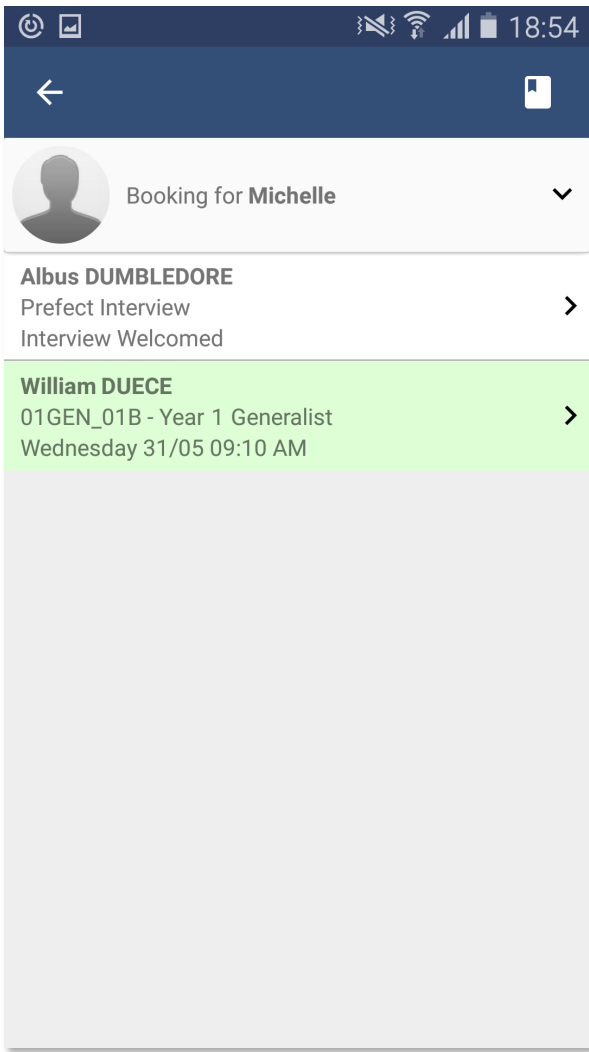 18:54
Booking for Michelle
Albus DUMBLEDORE
Prefect Interview
Interview Welcomed
William DUECE
01GEN_01B - Year 1 Generalist
Wednesday 31/05 09:10 AM